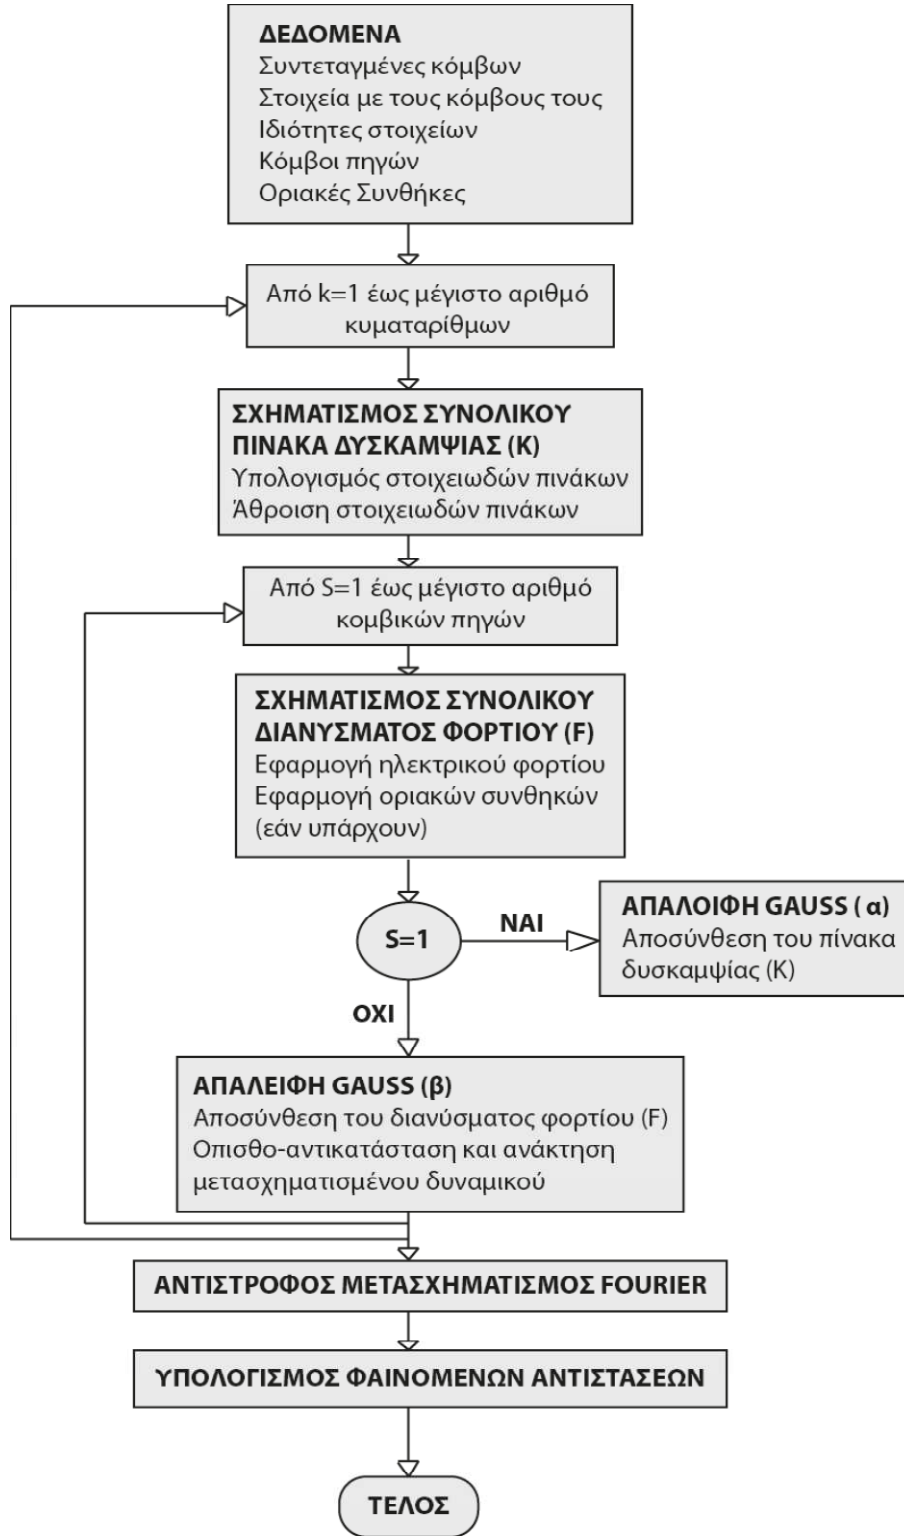 ΔΕΔΟΜΕΝΑ
Συντεταγμένες κόμβων
Στοιχεία με τους κόμβους τους
Ιδιότητες στοιχείων
Κόμβοι πηγών
Οριακές Συνθήκες
Από k=1 έως μέγιστο αριθμό
κυματαρίθμων
ΣΧΗΜΑΤΙΣΜΟΣ ΣΥΝΟΛΙΚΟΥ
ΠΙΝΑΚΑ ΔΥΣΚΑΜΨΙΑΣ (Κ)
Υπολογισμός στοιχειωδών πινάκων
Άθροιση στοιχειωδών πινάκων
Από S=1 έως μέγιστο αριθμό
κομβικών πηγών
ΣΧΗΜΑΤΙΣΜΟΣ ΣΥΝΟΛΙΚΟΥ
ΔΙΑΝΥΣΜΑΤΟΣ ΦΟΡΤΙΟΥ (F)
Εφαρμογή ηλεκτρικού φορτίου
Εφαρμογή οριακών συνθηκών
(εάν υπάρχουν)
S=1
ΝΑΙ
ΑΠΑΛΟΙΦΗ GAUSS ( α)
Αποσύνθεση του πίνακα
δυσκαμψίας (Κ)
ΟΧΙ
ΑΠΑΛΕΙΦΗ GAUSS (β)
Αποσύνθεση του διανύσματος φορτίου (F)
Οπισθο-αντικατάσταση και ανάκτηση
μετασχηματισμένου δυναμικού
ΑΝΤΙΣΤΡΟΦΟΣ ΜΕΤΑΣΧΗΜΑΤΙΣΜΟΣ FOURIER
ΥΠΟΛΟΓΙΣΜΟΣ ΦΑΙΝΟΜΕΝΩΝ ΑΝΤΙΣΤΑΣΕΩΝ
ΤΕΛΟΣ